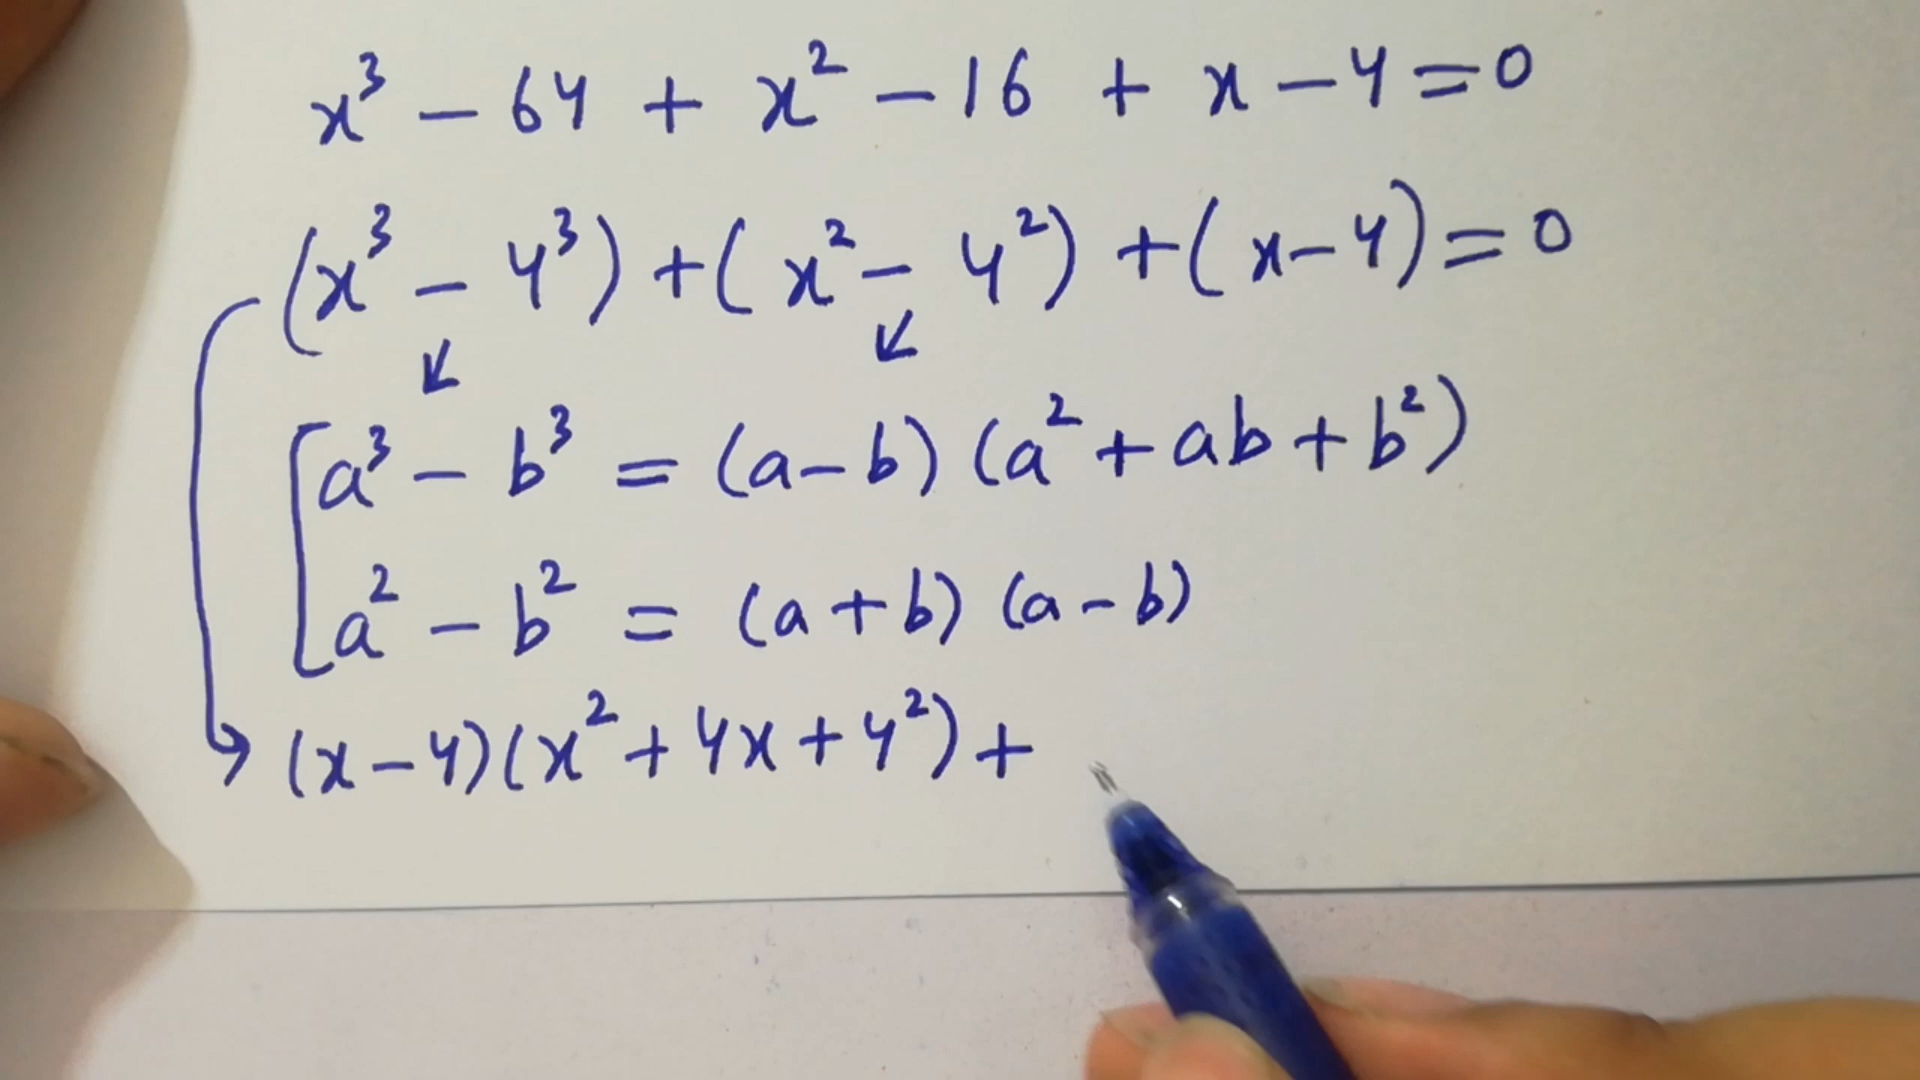 x³ - 64 + x² - 16 + x - 4 = 0
(x³ - 4³) + (x² - 4²) + (x - 4) = 0
a³ - b³ = (a - b) (a² + ab + b²)
a² - b² = (a + b) (a - b)
(x - 4)(x² + 4x + 4²) +